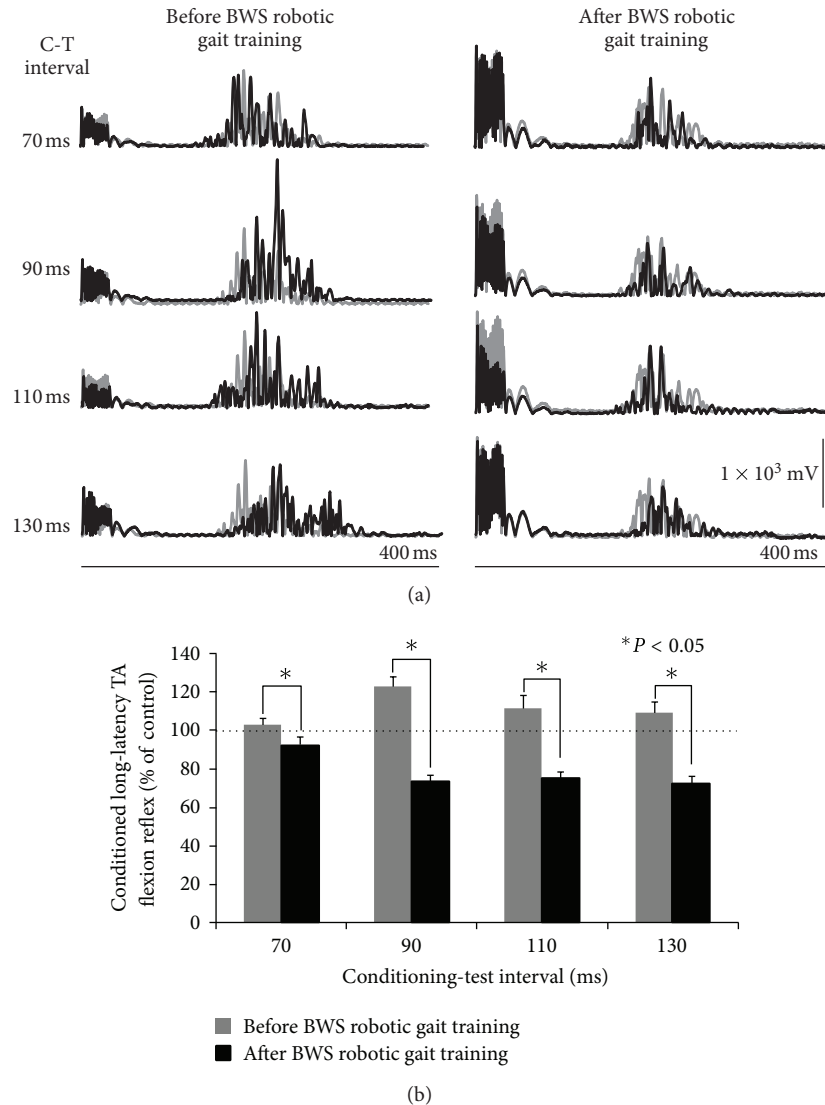 Before BWS robotic
gait training
After BWS robotic
gait training
C-T
interval
70 ms
90 ms
110 ms
130 ms
1 × 10³ mV
400 ms
400 ms
(a)
Conditioned long-latency TA
flexion reflex (% of control)
140
120
100
80
60
40
20
0
*P < 0.05
*
*
*
*
70
90
110
130
Conditioning-test interval (ms)
Before BWS robotic gait training
After BWS robotic gait training
(b)